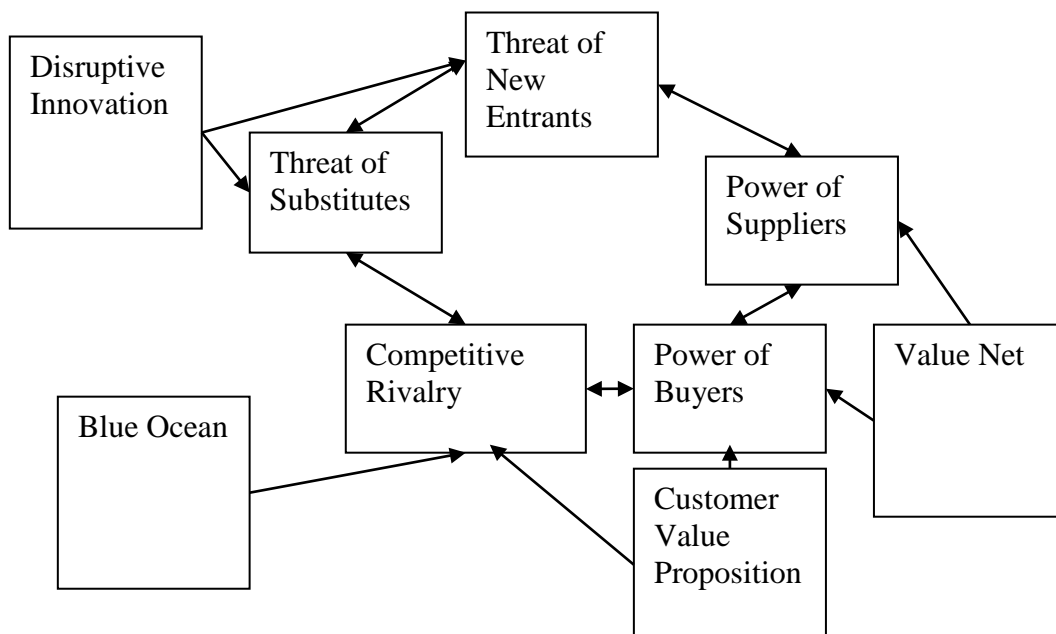 Disruptive
Innovation
Threat of
New
Entrants
Threat of
Substitutes
Power of
Suppliers
Competitive
Rivalry
Power of
Buyers
Value Net
Blue Ocean
Customer
Value
Proposition